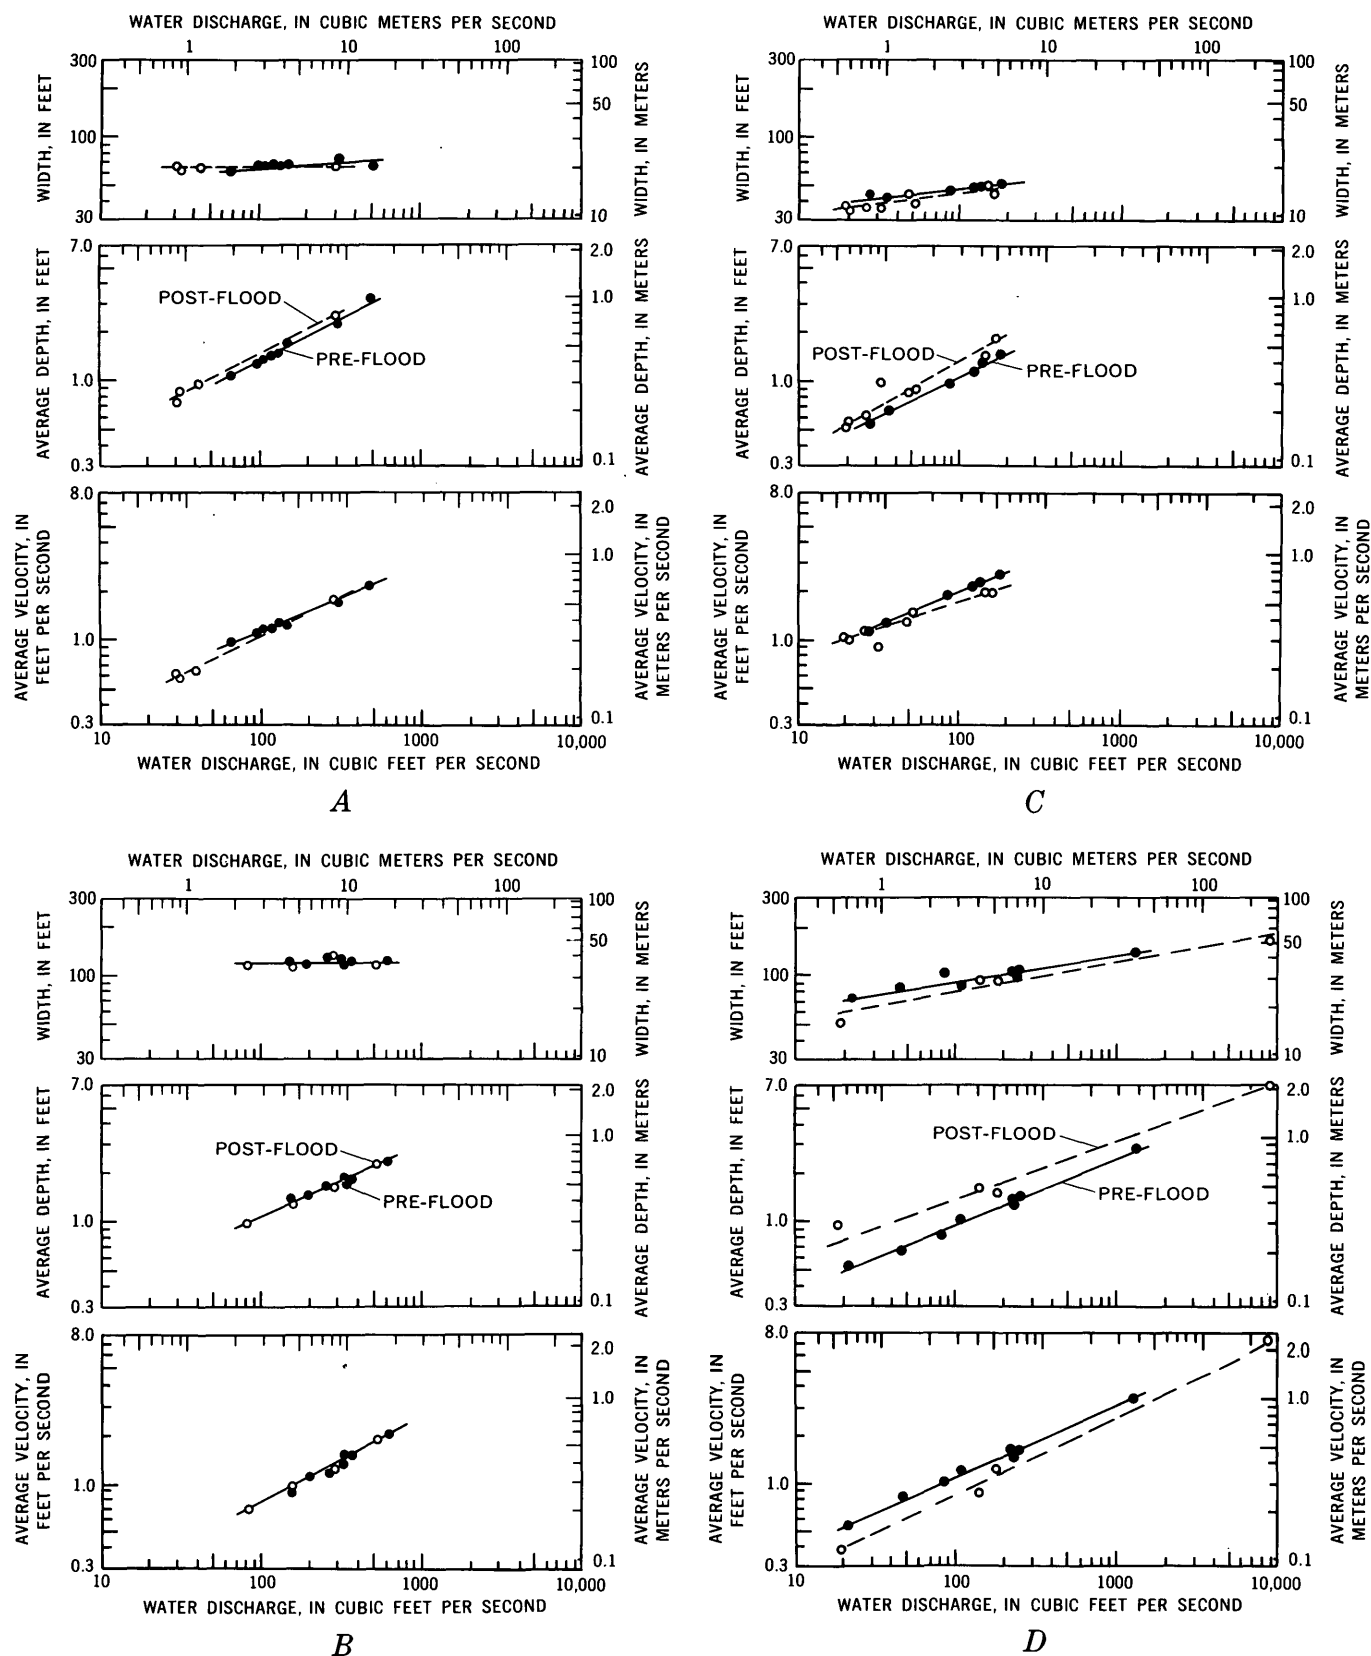 WATER DISCHARGE, IN CUBIC METERS PER SECOND
1 10 100
WIDTH, IN FEET
300
100
30
WIDTH, IN METERS
100
50
10
AVERAGE DEPTH, IN FEET
7.0
1.0
0.3
POST-FLOOD
PRE-FLOOD
AVERAGE DEPTH, IN METERS
2.0
1.0
0.1
AVERAGE VELOCITY, IN
FEET PER SECOND
8.0
1.0
0.3
AVERAGE VELOCITY, IN
METERS PER SECOND
2.0
1.0
0.1
10 100 1000 10,000
WATER DISCHARGE, IN CUBIC FEET PER SECOND
A
WATER DISCHARGE, IN CUBIC METERS PER SECOND
1 10 100
WIDTH, IN FEET
300
100
30
WIDTH, IN METERS
100
50
10
AVERAGE DEPTH, IN FEET
7.0
1.0
0.3
POST-FLOOD
PRE-FLOOD
AVERAGE DEPTH, IN METERS
2.0
1.0
0.1
AVERAGE VELOCITY, IN
FEET PER SECOND
8.0
1.0
0.3
AVERAGE VELOCITY, IN
METERS PER SECOND
2.0
1.0
0.1
10 100 1000 10,000
WATER DISCHARGE, IN CUBIC FEET PER SECOND
C
WATER DISCHARGE, IN CUBIC METERS PER SECOND
1 10 100
WIDTH, IN FEET
300
100
30
WIDTH, IN METERS
100
50
10
AVERAGE DEPTH, IN FEET
7.0
1.0
0.3
POST-FLOOD
PRE-FLOOD
AVERAGE DEPTH, IN METERS
2.0
1.0
0.1
AVERAGE VELOCITY, IN
FEET PER SECOND
8.0
1.0
0.3
AVERAGE VELOCITY, IN
METERS PER SECOND
2.0
1.0
0.1
10 100 1000 10,000
WATER DISCHARGE, IN CUBIC FEET PER SECOND
B
WATER DISCHARGE, IN CUBIC METERS PER SECOND
1 10 100
WIDTH, IN FEET
300
100
30
WIDTH, IN METERS
100
50
10
AVERAGE DEPTH, IN FEET
7.0
1.0
0.3
POST-FLOOD
PRE-FLOOD
AVERAGE DEPTH, IN METERS
2.0
1.0
0.1
AVERAGE VELOCITY, IN
FEET PER SECOND
8.0
1.0
0.3
AVERAGE VELOCITY, IN
METERS PER SECOND
2.0
1.0
0.1
10 100 1000 10,000
WATER DISCHARGE, IN CUBIC FEET PER SECOND
D